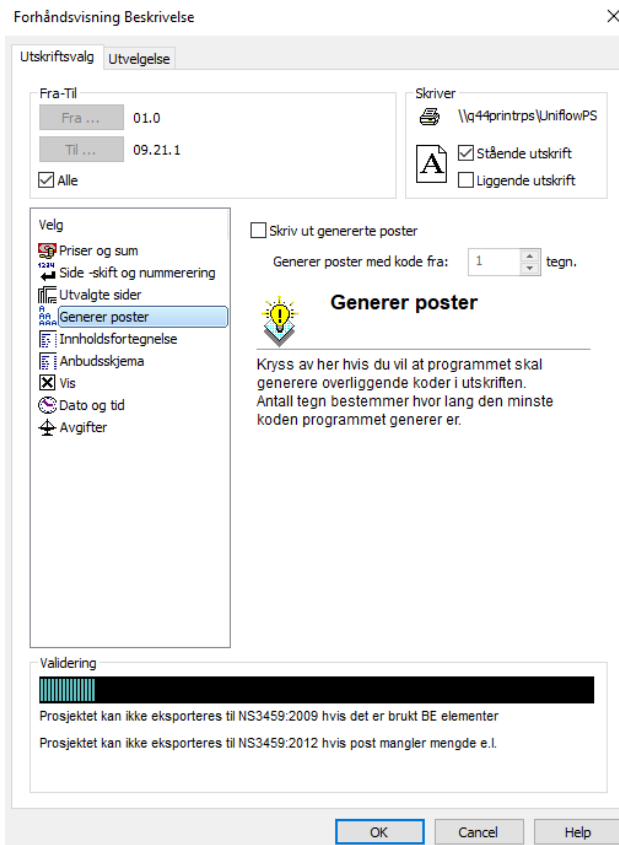 Forhåndsvisning Beskrivelse
Utskriftsvalg
Utvelgelse
Fra-Til
Fra ...
01.0
Til ...
09.21.1
Alle
Skriver
\\q44printrps\UniflowPS
A
Stående utskrift
Liggende utskrift
Velg
Priser og sum
1234
Side -skift og nummerering
Utvalgte sider
A
AA
AAA
Generer poster
Innholdsfortegnelse
Anbudsskjema
Vis
Dato og tid
Avgifter
Skriv ut genererte poster
Generer poster med kode fra:
1
tegn.
Generer poster
Kryss av her hvis du vil at programmet skal
generere overliggende koder i utskriften.
Antall tegn bestemmer hvor lang den minste
koden programmet generer er.
Validering
Prosjektet kan ikke eksporteres til NS3459:2009 hvis det er brukt BE elementer
Prosjektet kan ikke eksporteres til NS3459:2012 hvis post mangler mengde e.l.
OK
Cancel
Help